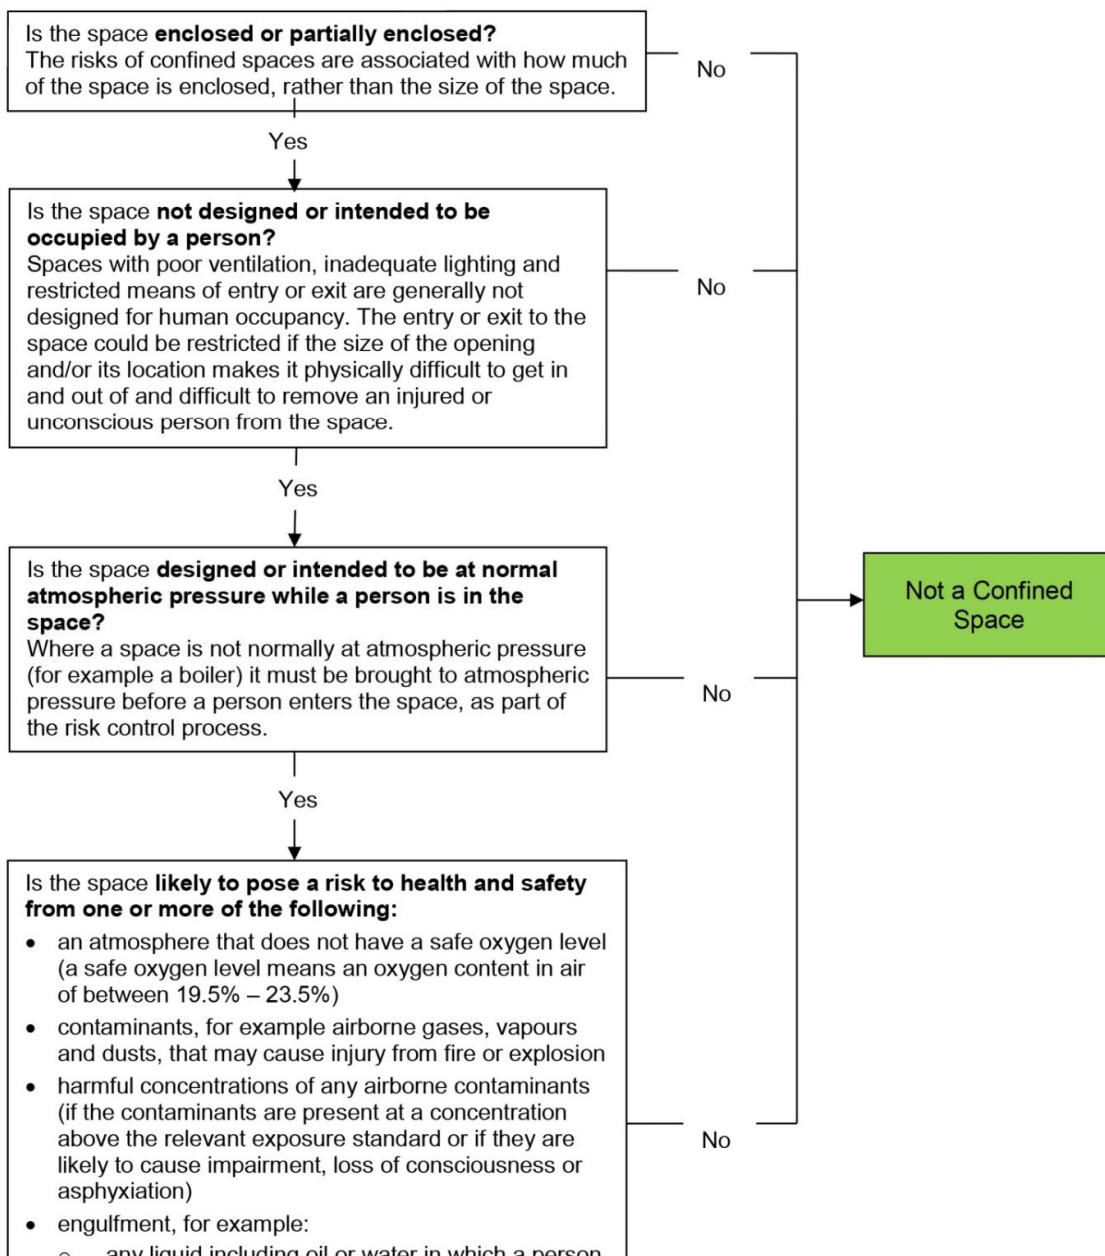 Is the space enclosed or partially enclosed?
The risks of confined spaces are associated with how much
of the space is enclosed, rather than the size of the space.
No
Yes
Is the space not designed or intended to be
occupied by a person?
Spaces with poor ventilation, inadequate lighting and
restricted means of entry or exit are generally not
designed for human occupancy. The entry or exit to the
space could be restricted if the size of the opening
and/or its location makes it physically difficult to get in
and out of and difficult to remove an injured or
unconscious person from the space.
No
Yes
Is the space designed or intended to be at normal
atmospheric pressure while a person is in the
space?
Where a space is not normally at atmospheric pressure
(for example a boiler) it must be brought to atmospheric
pressure before a person enters the space, as part of
the risk control process.
No
Not a Confined
Space
Yes
Is the space likely to pose a risk to health and safety
from one or more of the following:
• an atmosphere that does not have a safe oxygen level
(a safe oxygen level means an oxygen content in air
of between 19.5% – 23.5%)
• contaminants, for example airborne gases, vapours
and dusts, that may cause injury from fire or explosion
• harmful concentrations of any airborne contaminants
(if the contaminants are present at a concentration
above the relevant exposure standard or if they are
likely to cause impairment, loss of consciousness or
asphyxiation)
No
• engulfment, for example:
o any liquid including oil or water in which a person